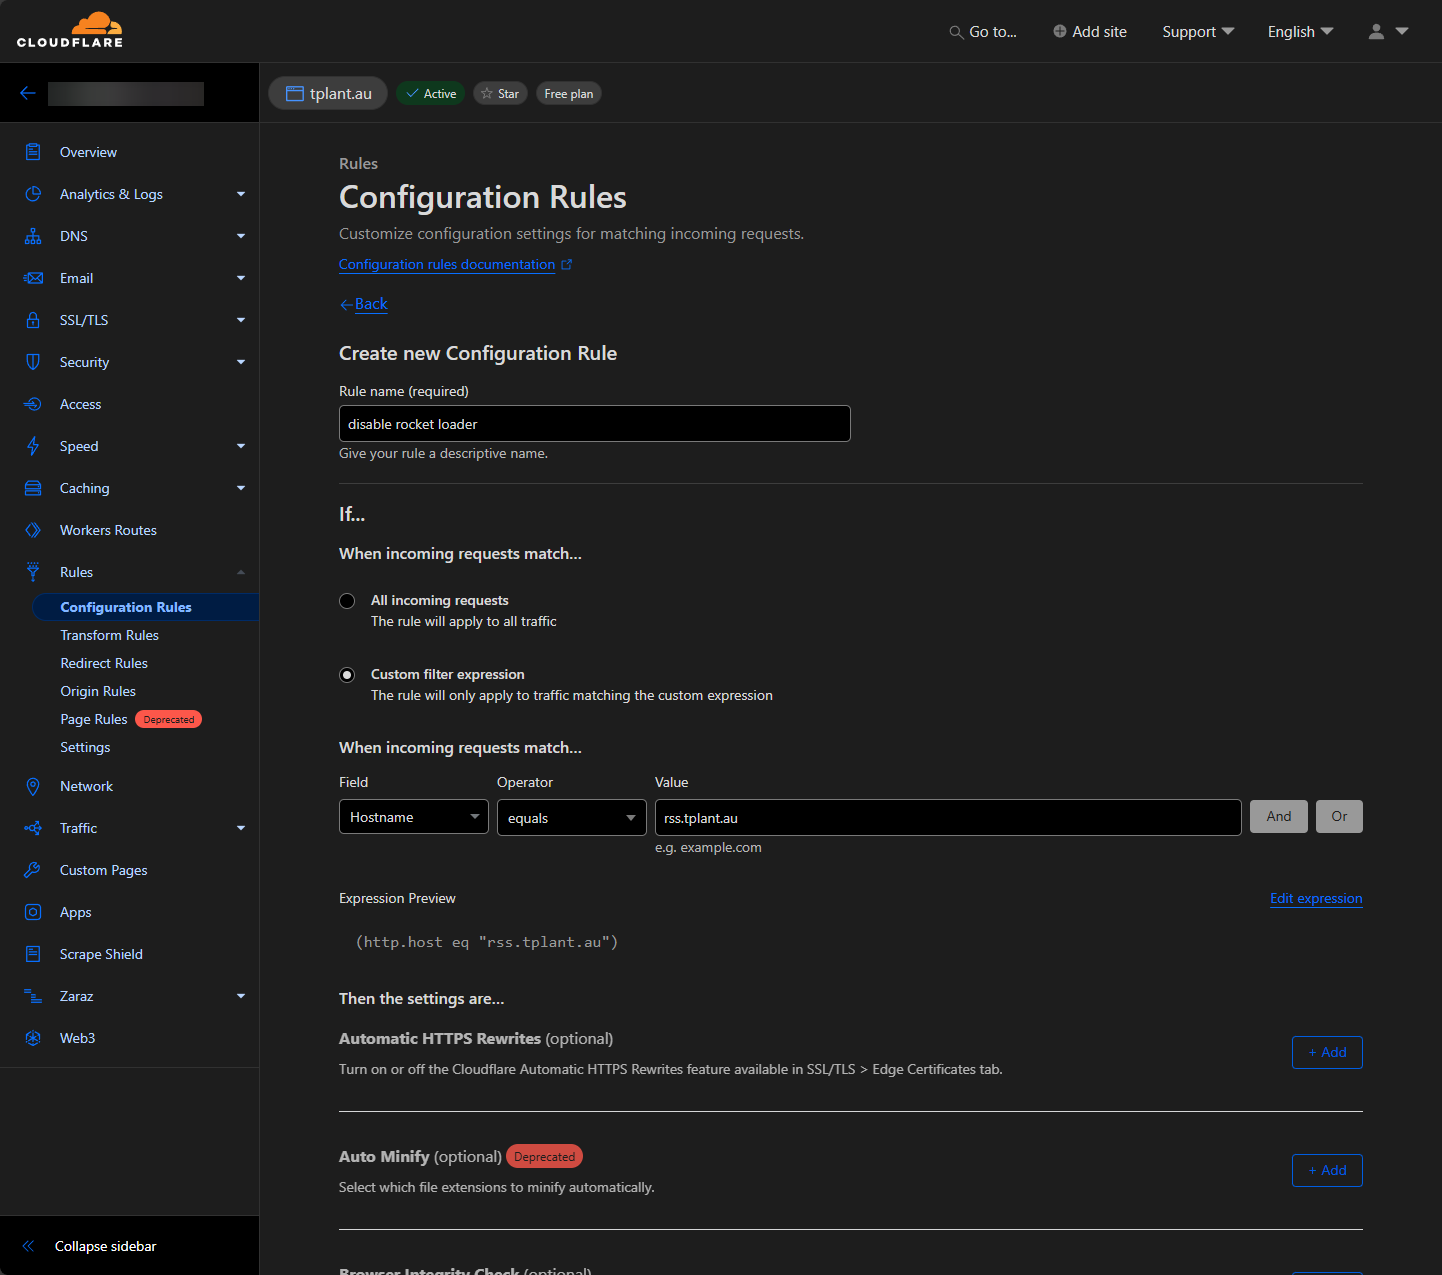 CLOUDFLARE
Go to...
Add site
Support
English
tplant.au
Active
Star
Free plan
Overview
Analytics & Logs
DNS
Email
SSL/TLS
Security
Access
Speed
Caching
Workers Routes
Rules
Configuration Rules
Transform Rules
Redirect Rules
Origin Rules
Page Rules Deprecated
Settings
Network
Traffic
Custom Pages
Apps
Scrape Shield
Zaraz
Web3
Collapse sidebar
Rules
Configuration Rules
Customize configuration settings for matching incoming requests.
Configuration rules documentation
Back
Create new Configuration Rule
Rule name (required)
disable rocket loader
Give your rule a descriptive name.
If...
When incoming requests match...
All incoming requests
The rule will apply to all traffic
Custom filter expression
The rule will only apply to traffic matching the custom expression
When incoming requests match...
Field Operator Value
Hostname equals rss.tplant.au And Or
e.g. example.com
Expression Preview Edit expression
(http.host eq "rss.tplant.au")
Then the settings are...
Automatic HTTPS Rewrites (optional)
+ Add
Turn on or off the Cloudflare Automatic HTTPS Rewrites feature available in SSL/TLS > Edge Certificates tab.
Auto Minify (optional) Deprecated
+ Add
Select which file extensions to minify automatically.
Browser Integrity Check (optional)